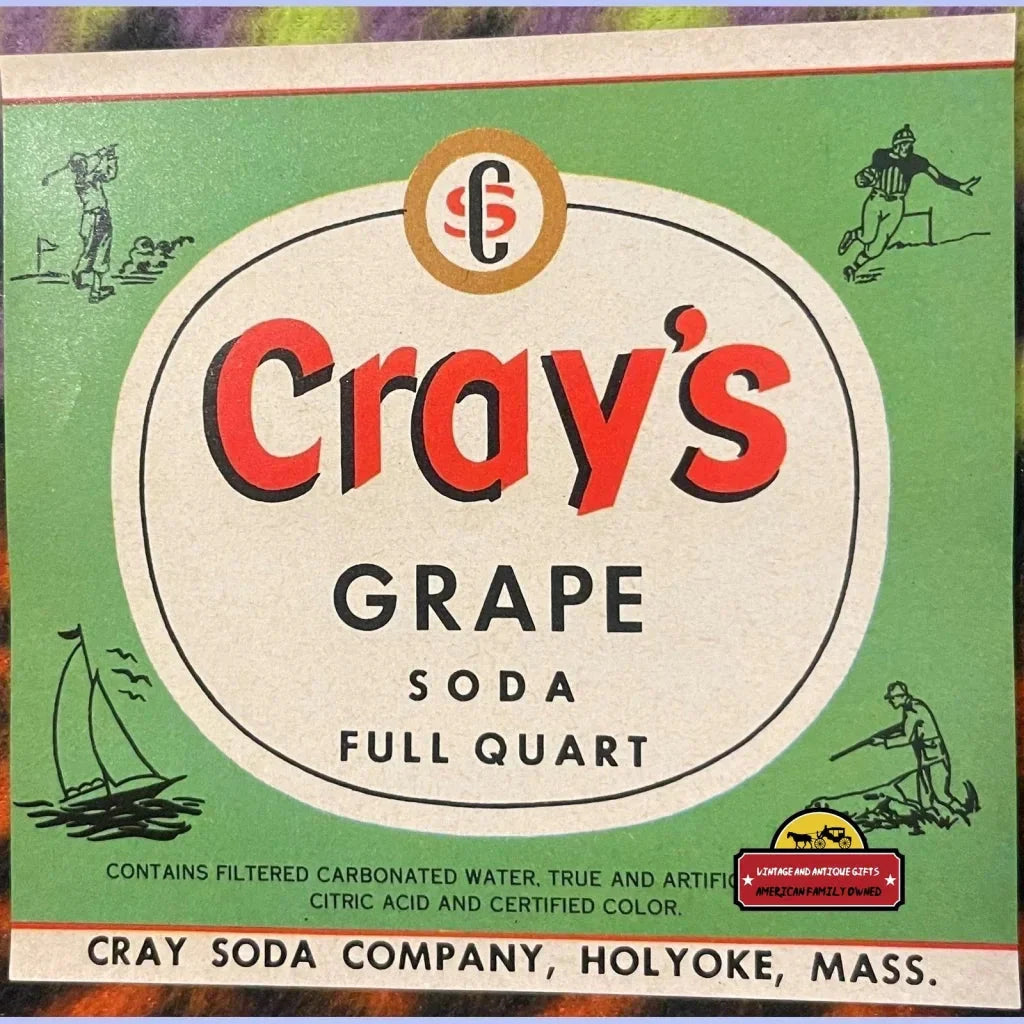 CS
Cray's
GRAPE
SODA
FULL QUART
CONTAINS FILTERED CARBONATED WATER, TRUE AND
CITRIC ACID AND CERTIFIED COLOR.
VINTAGE AND ANTIQUE GIFTS
AMERICAN FAMILY OWNED
CRAY SODA COMPANY, HOLYOKE, MASS.